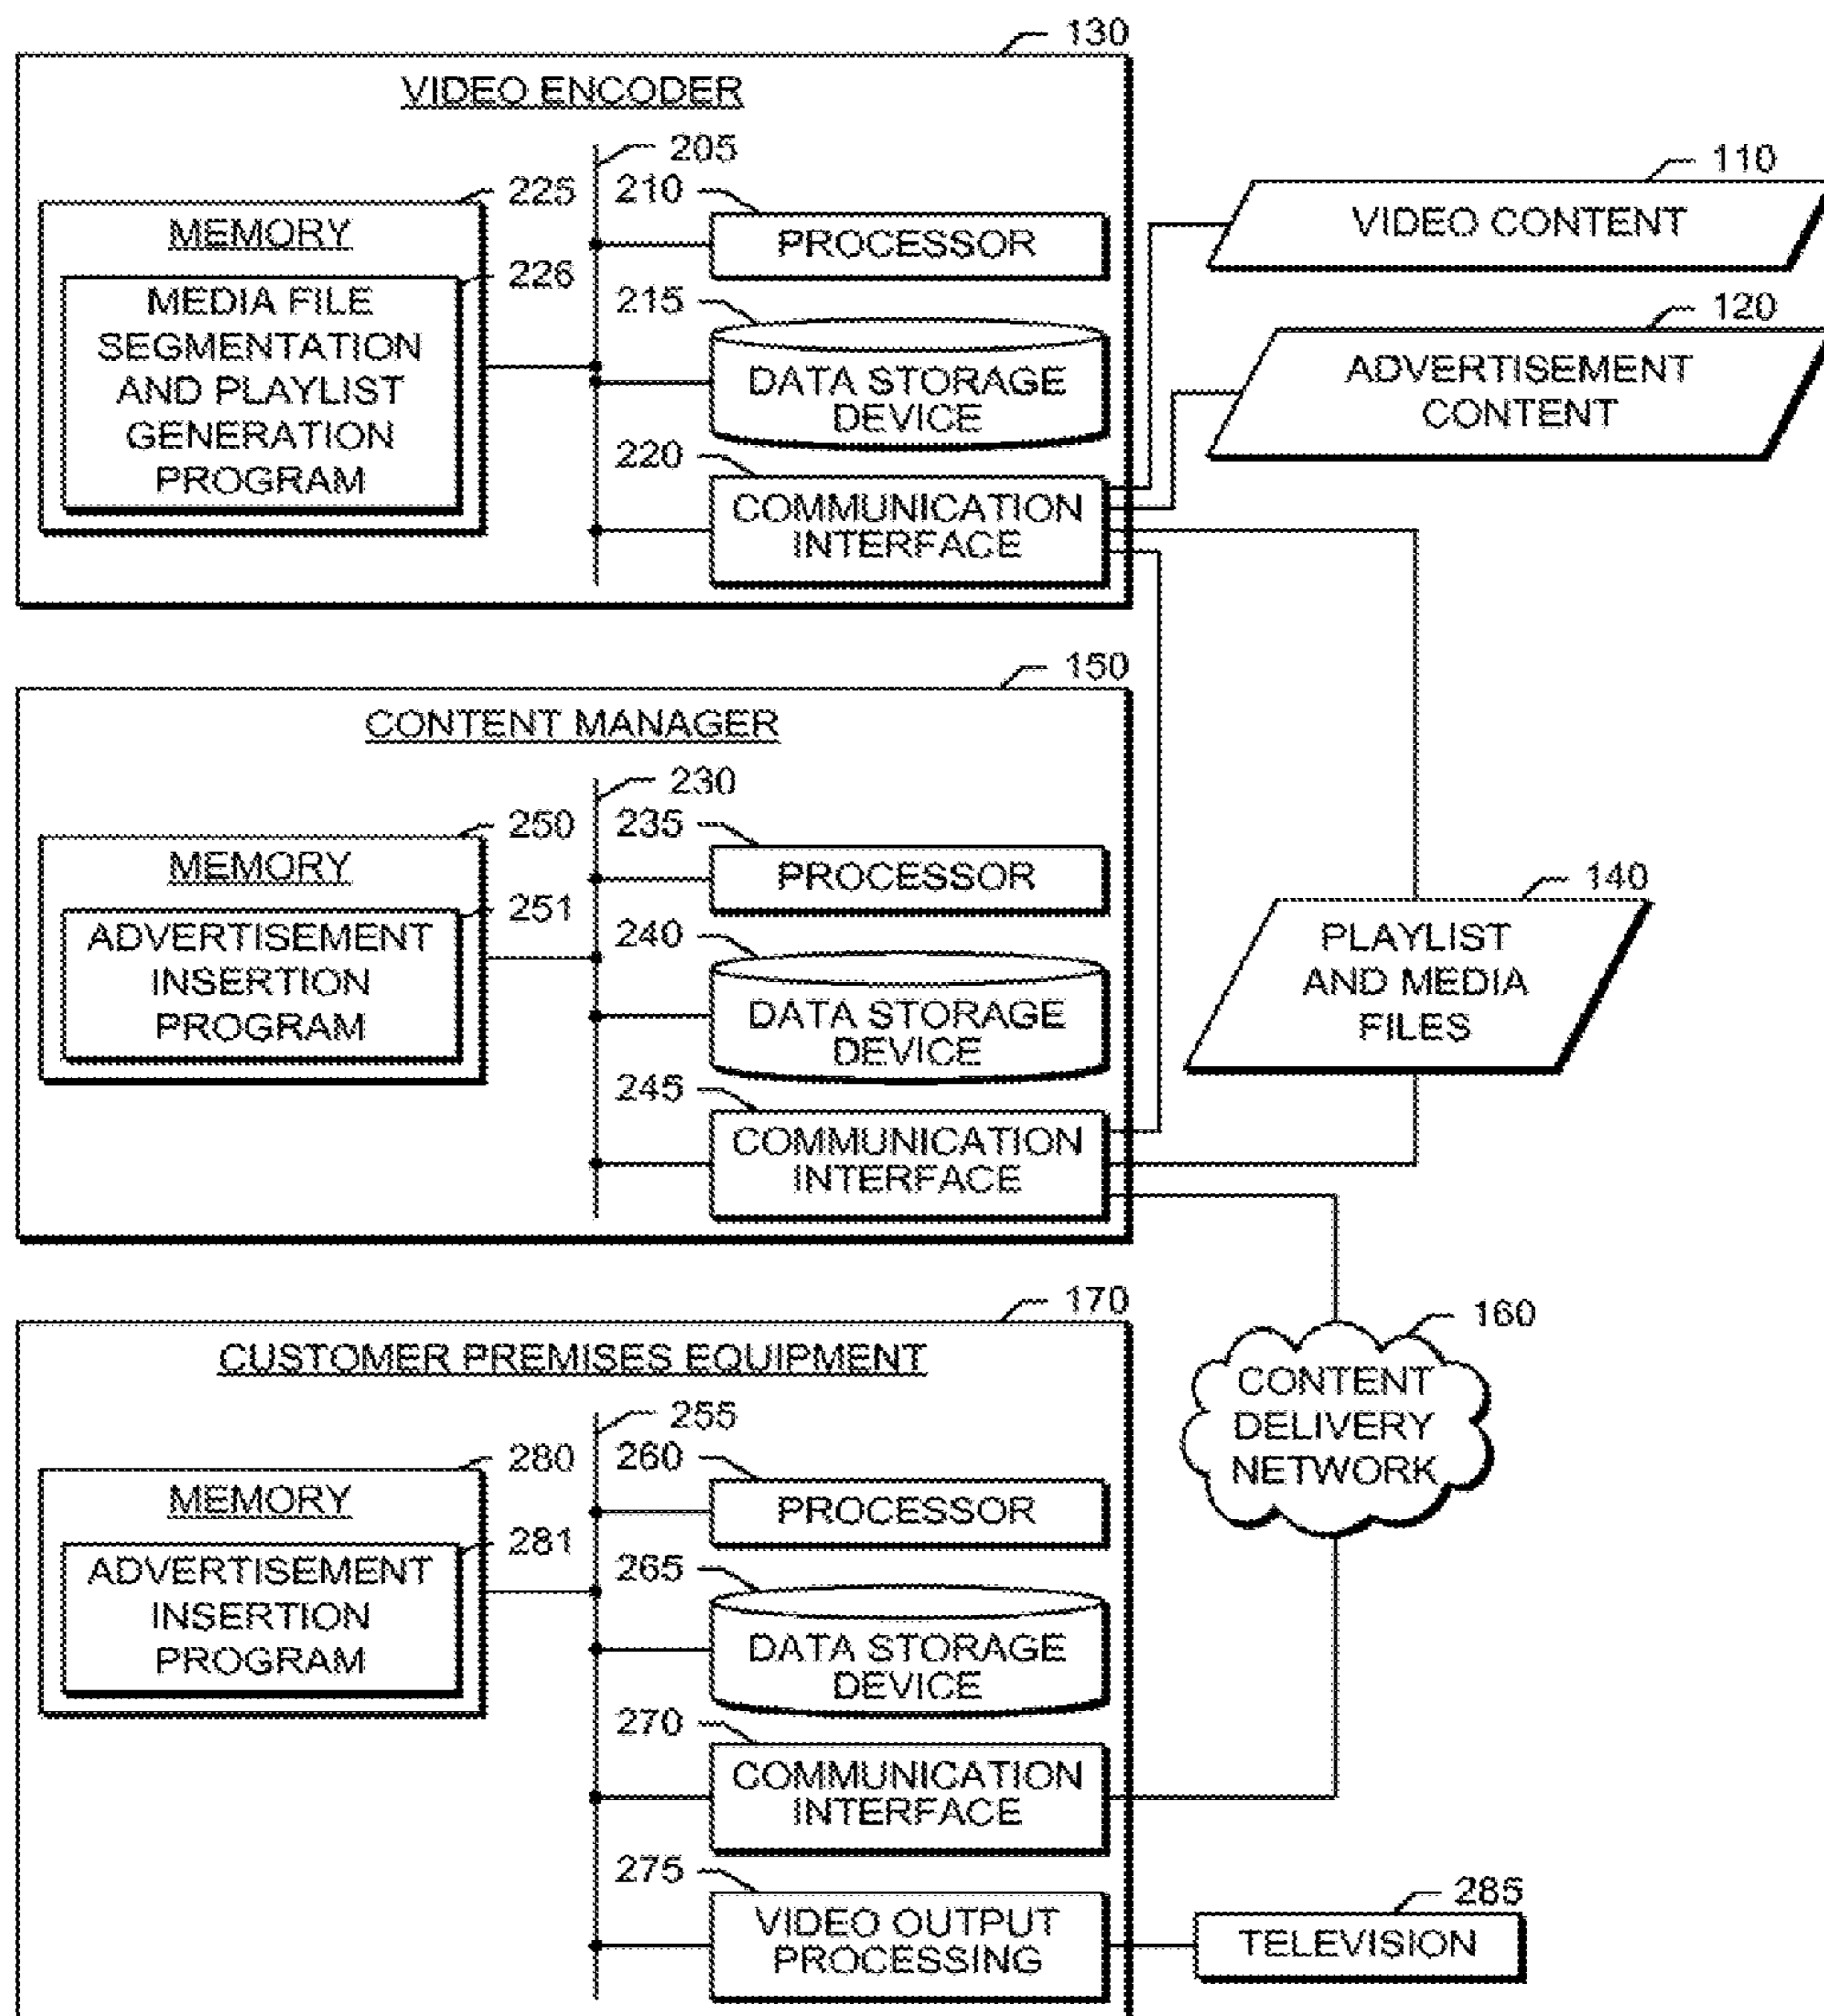 130
VIDEO ENCODER
205
225
210
110
MEMORY
PROCESSOR
VIDEO CONTENT
226
215
120
MEDIA FILE
SEGMENTATION
AND PLAYLIST
GENERATION
PROGRAM
DATA STORAGE
DEVICE
ADVERTISEMENT
CONTENT
220
COMMUNICATION
INTERFACE
150
CONTENT MANAGER
230
250
235
MEMORY
PROCESSOR
140
251
240
ADVERTISEMENT
INSERTION
PROGRAM
DATA STORAGE
DEVICE
PLAYLIST
AND MEDIA
FILES
245
COMMUNICATION
INTERFACE
170
CUSTOMER PREMISES EQUIPMENT
160
CONTENT
DELIVERY
NETWORK
255
280
260
MEMORY
PROCESSOR
281
265
ADVERTISEMENT
INSERTION
PROGRAM
DATA STORAGE
DEVICE
270
COMMUNICATION
INTERFACE
275
285
VIDEO OUTPUT
PROCESSING
TELEVISION